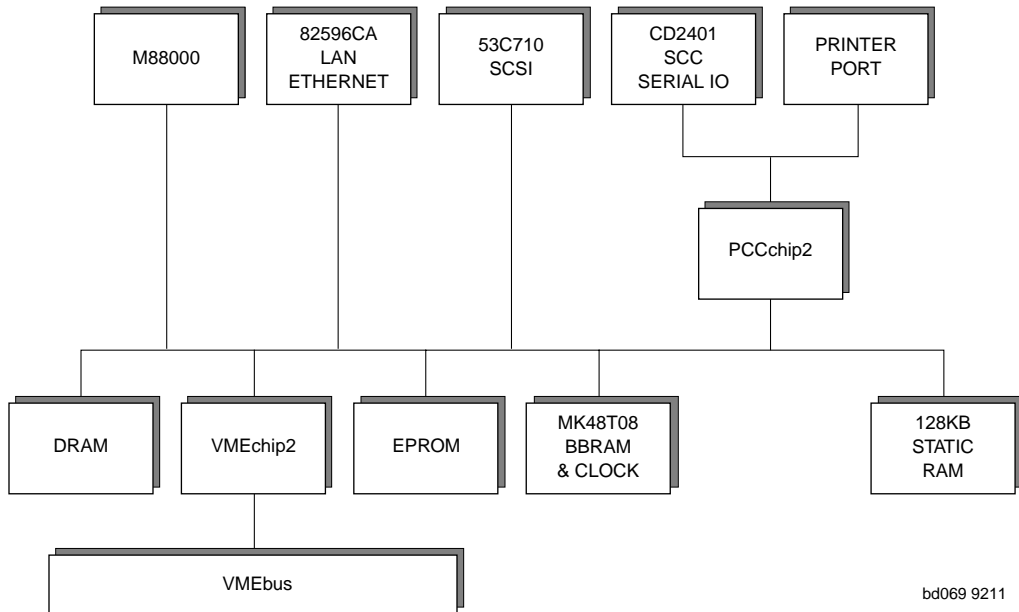 M88000
82596CA
LAN
ETHERNET
53C710
SCSI
CD2401
SCC
SERIAL IO
PRINTER
PORT
PCCchip2
DRAM
VMEchip2
EPROM
MK48T08
BBRAM
& CLOCK
128KB
STATIC
RAM
VMEbus
bd069 9211